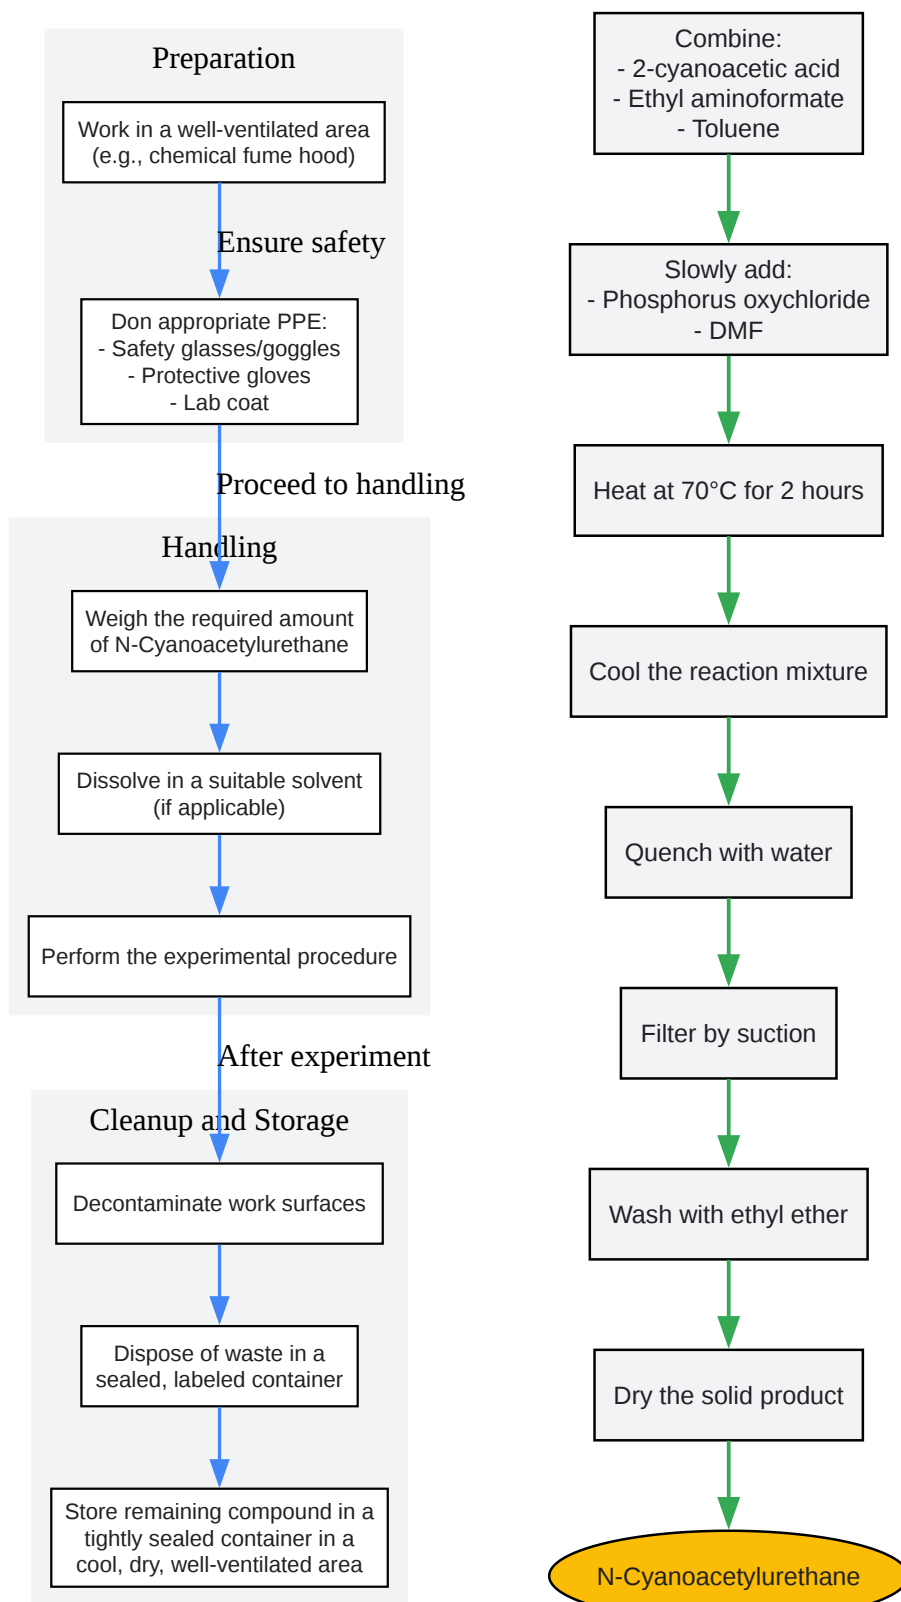 Preparation
Work in a well-ventilated area
(e.g., chemical fume hood)
Ensure safety
Don appropriate PPE:
- Safety glasses/goggles
- Protective gloves
- Lab coat
Proceed to handling
Handling
Weigh the required amount
of N-Cyanoacetylurethane
Dissolve in a suitable solvent
(if applicable)
Perform the experimental procedure
After experiment
Cleanup and Storage
Decontaminate work surfaces
Dispose of waste in a
sealed, labeled container
Store remaining compound in a
tightly sealed container in a
cool, dry, well-ventilated area
Combine:
- 2-cyanoacetic acid
- Ethyl aminoformate
- Toluene
Slowly add:
- Phosphorus oxychloride
- DMF
Heat at 70°C for 2 hours
Cool the reaction mixture
Quench with water
Filter by suction
Wash with ethyl ether
Dry the solid product
N-Cyanoacetylurethane